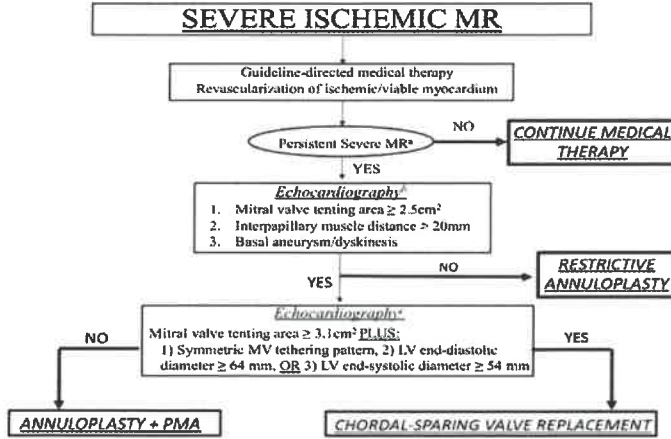 SEVERE ISCHEMIC MR
Guideline-directed medical therapy
Revascularization of ischemic/viable myocardium
Persistent Severe MRª
NO
CONTINUE MEDICAL
THERAPY
YES
Echocardiography
1. Mitral valve tenting area ≥ 2.5cm²
2. Interpapillary muscle distance > 20mm
3. Basal aneurysm/dyskinesis
YES
NO
RESTRICTIVE
ANNULOPLASTY
Echocardiography
NO
Mitral valve tenting area ≥ 3.1cm² PLUS:
1) Symmetric MV tethering pattern, 2) LV end-diastolic
diameter ≥ 64 mm, OR 3) LV end-systolic diameter ≥ 54 mm
YES
ANNULOPLASTY + PMA
CHORDAL-SPARING VALVE REPLACEMENT